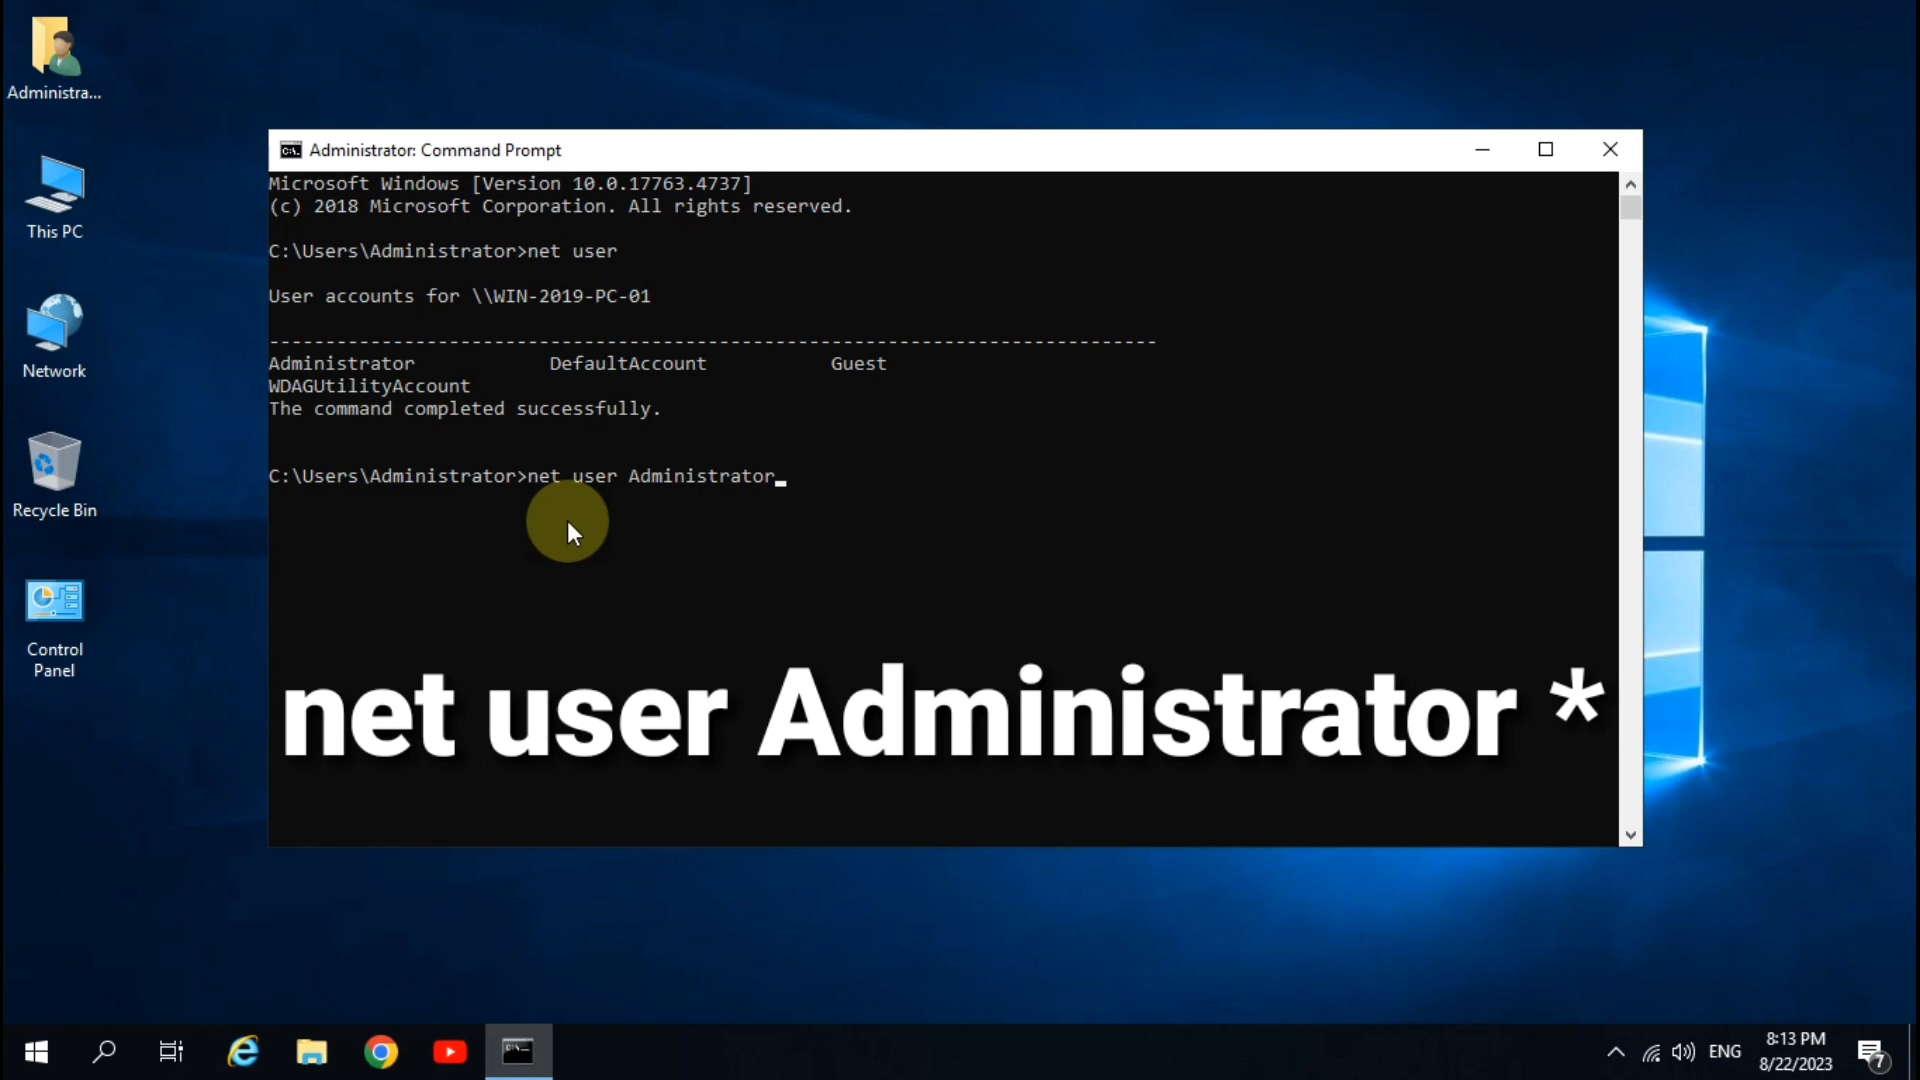 Administra...
This PC
Network
Recycle Bin
Control
Panel
Administrator: Command Prompt
Microsoft Windows [Version 10.0.17763.4737]
(c) 2018 Microsoft Corporation. All rights reserved.
C:\Users\Administrator>net user
User accounts for \\WIN-2019-PC-01
-------------------------------------------------------------------------------
Administrator DefaultAccount Guest
WDAGUtilityAccount
The command completed successfully.
C:\Users\Administrator>net user Administrator_
net user Administrator *
ENG
8:13 PM
8/22/2023
7